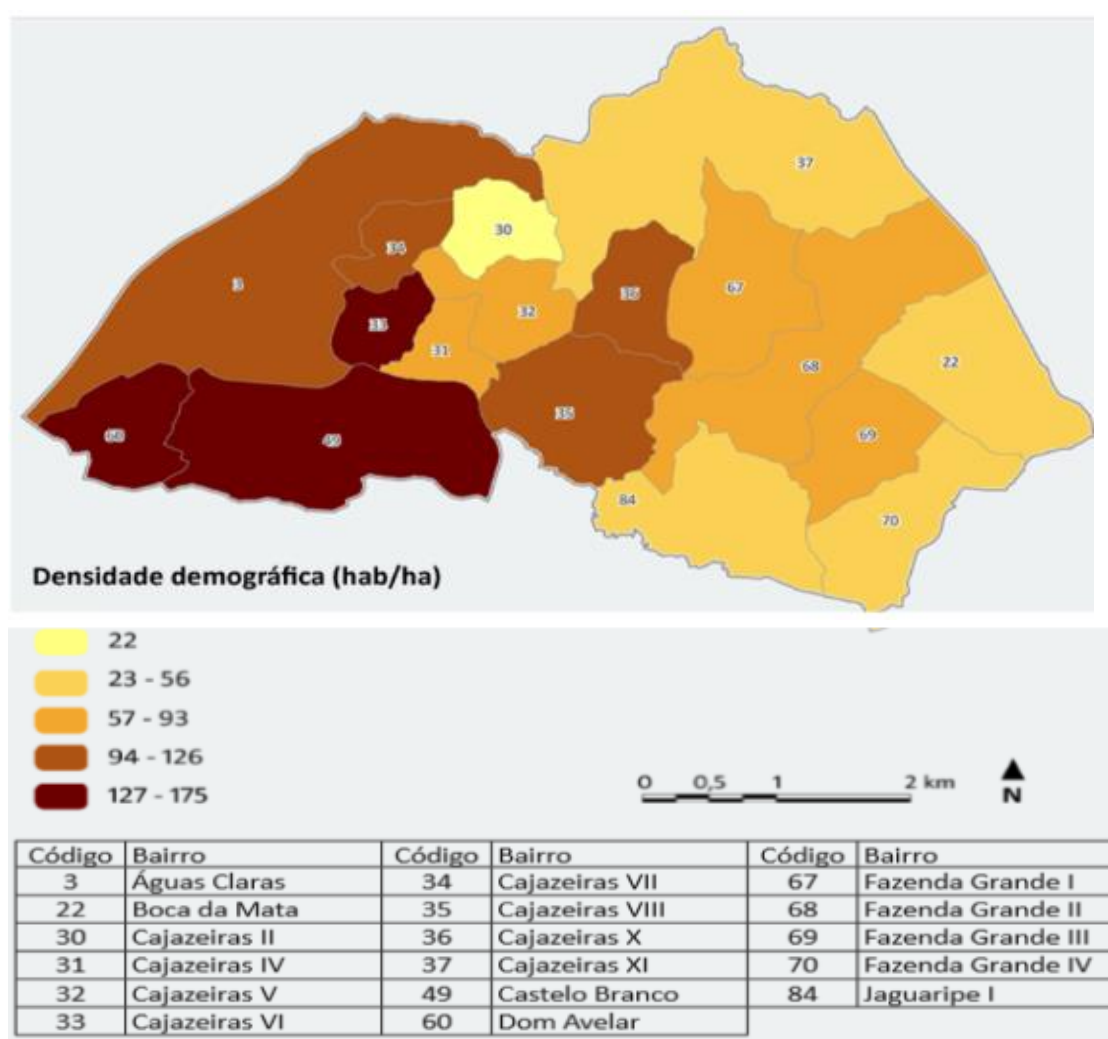 37
30
34
3
36
67
32
33
31
22
68
35
60
49
69
84
70
Densidade demográfica (hab/ha)
22
23 - 56
57 - 93
94 - 126
127 - 175
0 0,5 1 2 km
N
Código Bairro Código Bairro Código Bairro
3 Águas Claras 34 Cajazeiras VII 67 Fazenda Grande I
22 Boca da Mata 35 Cajazeiras VIII 68 Fazenda Grande II
30 Cajazeiras II 36 Cajazeiras X 69 Fazenda Grande III
31 Cajazeiras IV 37 Cajazeiras XI 70 Fazenda Grande IV
32 Cajazeiras V 49 Castelo Branco 84 Jaguaripe I
33 Cajazeiras VI 60 Dom Avelar